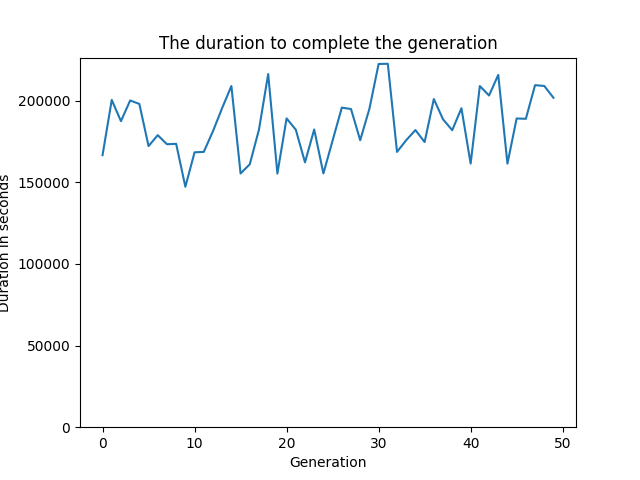 The duration to complete the generation
Duration in seconds
200000
150000
100000
50000
0
0 10 20 30 40 50
Generation